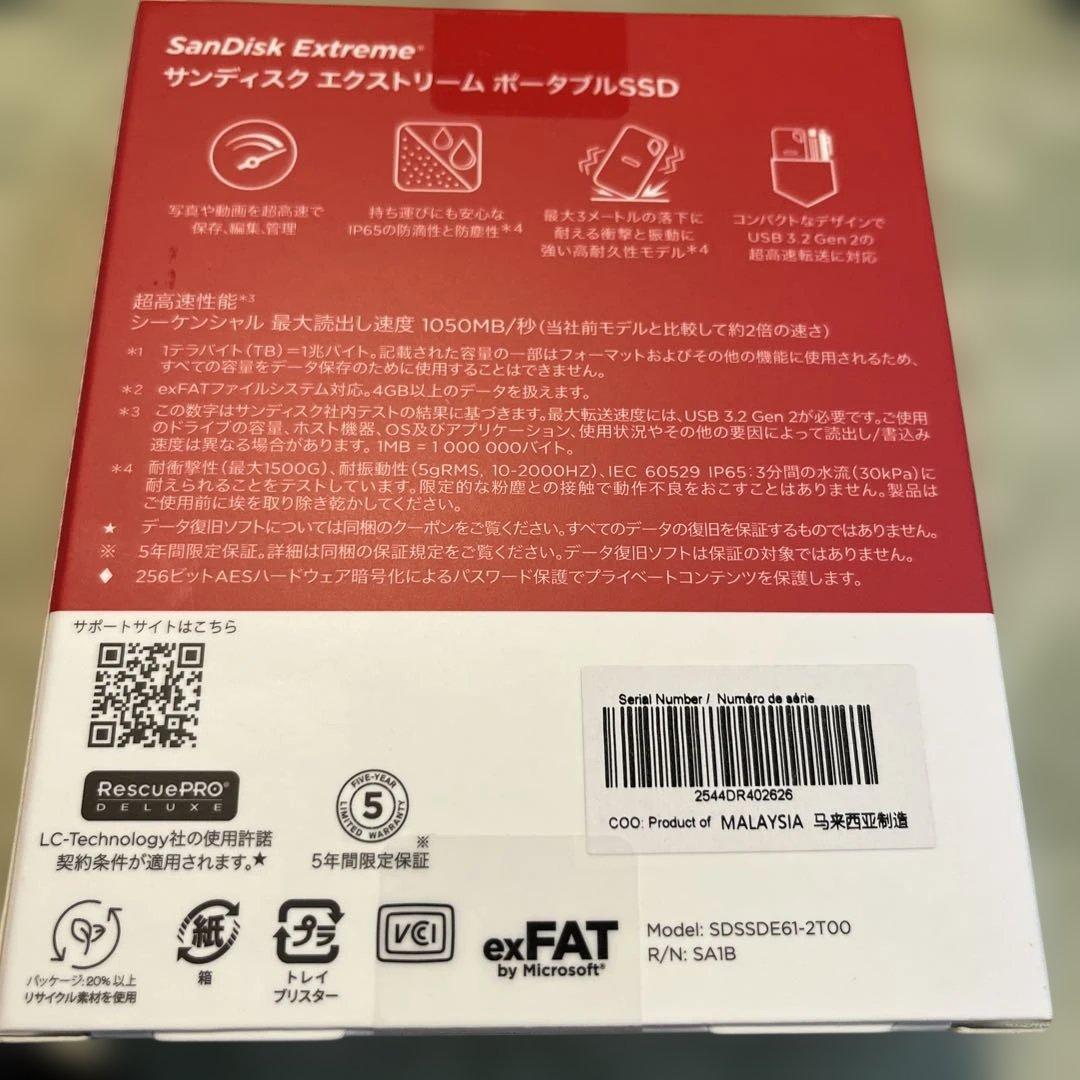 SanDisk Extreme®
サンディスク エクストリーム ポータブルSSD
写真や動画を超高速で
保存、編集、管理
持ち運びにも安心な
IP65の防滴性と防塵性*4
最大3メートルの落下に
耐える衝撃と振動に
強い高耐久性モデル*4
コンパクトなデザインで
USB 3.2 Gen 2の
超高速転送に対応
超高速性能*3
シーケンシャル 最大読出し速度 1050MB/秒(当社前モデルと比較して約2倍の速さ)
*1 1テラバイト(TB)=1兆バイト。記載された容量の一部はフォーマットおよびその他の機能に使用されるため、
すべての容量をデータ保存のために使用することはできません。
*2 exFATファイルシステム対応。4GB以上のデータを扱えます。
*3 この数字はサンディスク社内テストの結果に基づきます。最大転送速度には、USB 3.2 Gen 2が必要です。ご使用
のドライブの容量、ホスト機器、OS及びアプリケーション、使用状況やその他の要因によって読出し/書込み
速度は異なる場合があります。1MB = 1 000 000バイト。
*4 耐衝撃性(最大1500G)、耐振動性(5gRMS, 10-2000HZ)、IEC 60529 IP65:3分間の水流(30kPa)に
耐えられることをテストしています。限定的な粉塵との接触で動作不良をおこすことはありません。製品は
ご使用前に埃を取り除き乾かしてください。
★ データ復旧ソフトについては同梱のクーポンをご覧ください。すべてのデータの復旧を保証するものではありません。
※ 5年間限定保証。詳細は同梱の保証規定をご覧ください。データ復旧ソフトは保証の対象ではありません。
♦ 256ビットAESハードウェア暗号化によるパスワード保護でプライベートコンテンツを保護します。
サポートサイトはこちら
Serial Number / Numéro de série
2544DR402626
COO: Product of MALAYSIA 马来西亚制造
RescuePRO®
DELUXE
LC-Technology社の使用許諾
契約条件が適用されます。★
FIVE-YEAR
5
LIMITED WARRANTY
※
5年間限定保証
パッケージ:20%以上
リサイクル素材を使用
紙
箱
プラ
トレイ
ブリスター
VCCI
exFAT
by Microsoft®
Model: SDSSDE61-2T00
R/N: SA1B